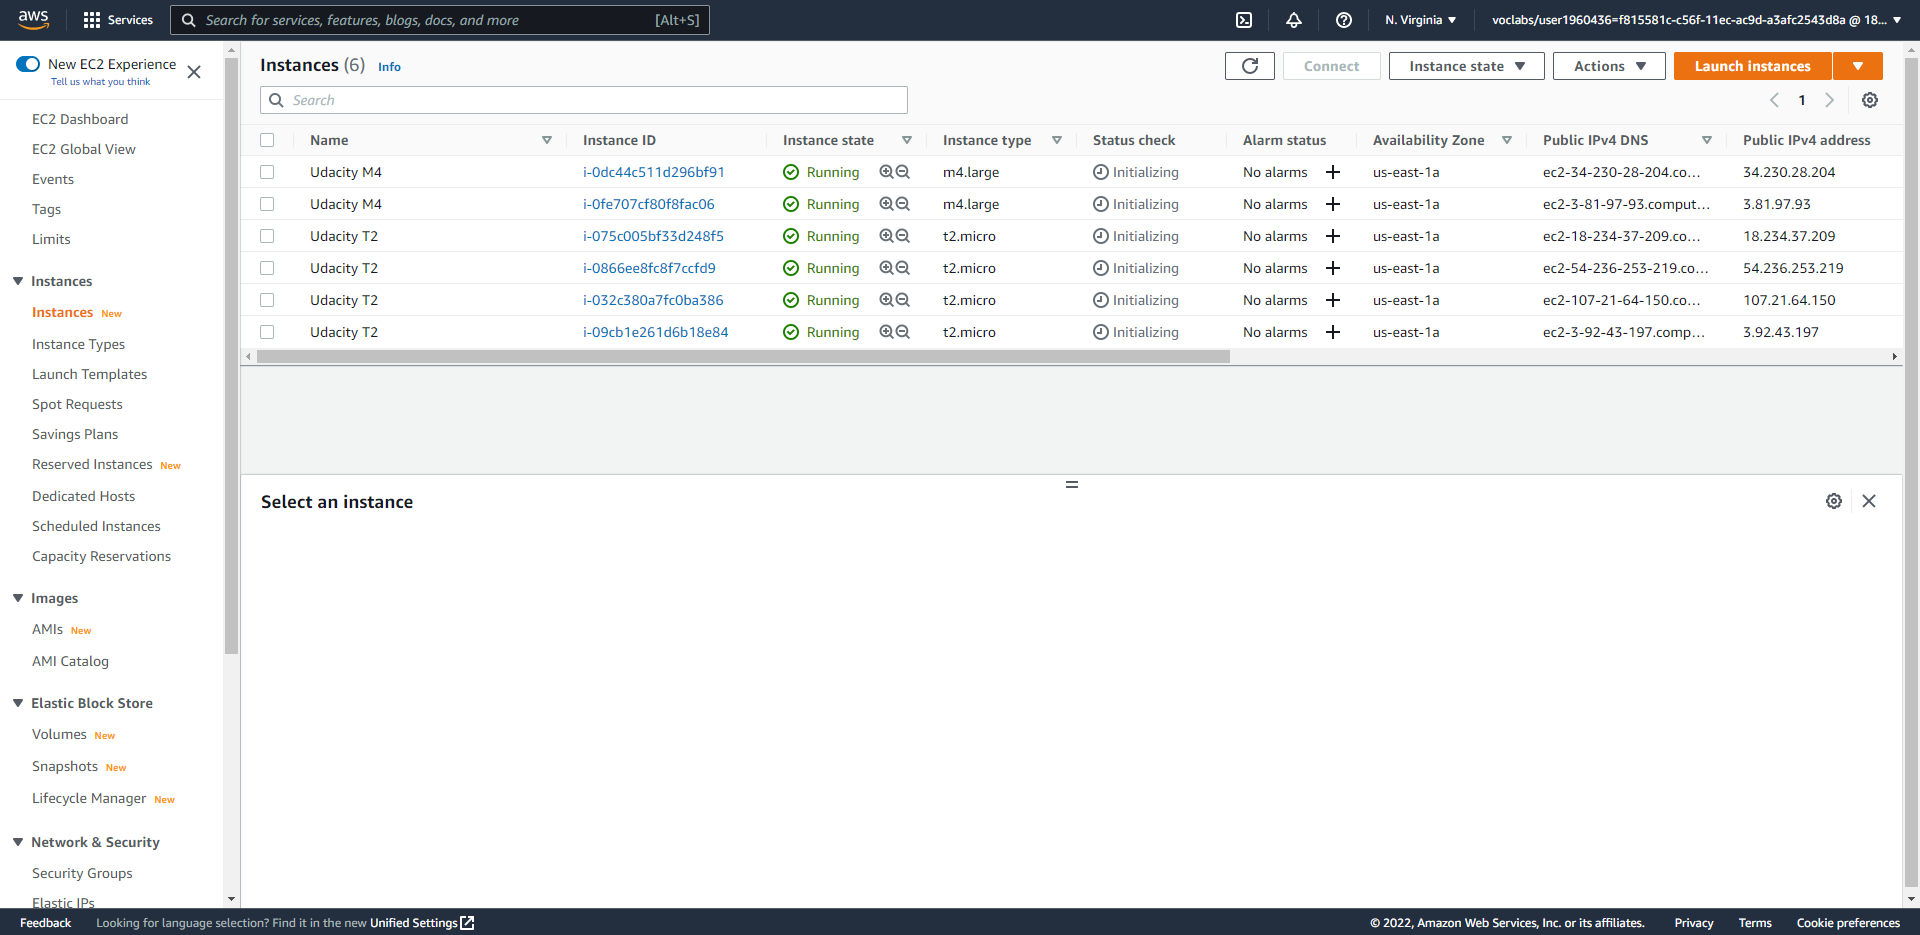 aws Services Search for services, features, blogs, docs, and more [Alt+S] N. Virginia voclabs/user1960436=f815581c-c56f-11ec-ac9d-a3afc2543d8a @ 18...
New EC2 Experience
Tell us what you think
EC2 Dashboard
EC2 Global View
Events
Tags
Limits
Instances
Instances New
Instance Types
Launch Templates
Spot Requests
Savings Plans
Reserved Instances New
Dedicated Hosts
Scheduled Instances
Capacity Reservations
Images
AMIs New
AMI Catalog
Elastic Block Store
Volumes New
Snapshots New
Lifecycle Manager New
Network & Security
Security Groups
Elastic IPs
Instances (6) Info Connect Instance state Actions Launch instances
Search 1
Name Instance ID Instance state Instance type Status check Alarm status Availability Zone Public IPv4 DNS Public IPv4 address
Udacity M4 i-0dc44c511d296bf91 Running m4.large Initializing No alarms us-east-1a ec2-34-230-28-204.co... 34.230.28.204
Udacity M4 i-0fe707cf80f8fac06 Running m4.large Initializing No alarms us-east-1a ec2-3-81-97-93.comput... 3.81.97.93
Udacity T2 i-075c005bf33d248f5 Running t2.micro Initializing No alarms us-east-1a ec2-18-234-37-209.co... 18.234.37.209
Udacity T2 i-0866ee8fc8f7ccfd9 Running t2.micro Initializing No alarms us-east-1a ec2-54-236-253-219.co... 54.236.253.219
Udacity T2 i-032c380a7fc0ba386 Running t2.micro Initializing No alarms us-east-1a ec2-107-21-64-150.co... 107.21.64.150
Udacity T2 i-09cb1e261d6b18e84 Running t2.micro Initializing No alarms us-east-1a ec2-3-92-43-197.comp... 3.92.43.197
Select an instance
Feedback Looking for language selection? Find it in the new Unified Settings © 2022, Amazon Web Services, Inc. or its affiliates. Privacy Terms Cookie preferences